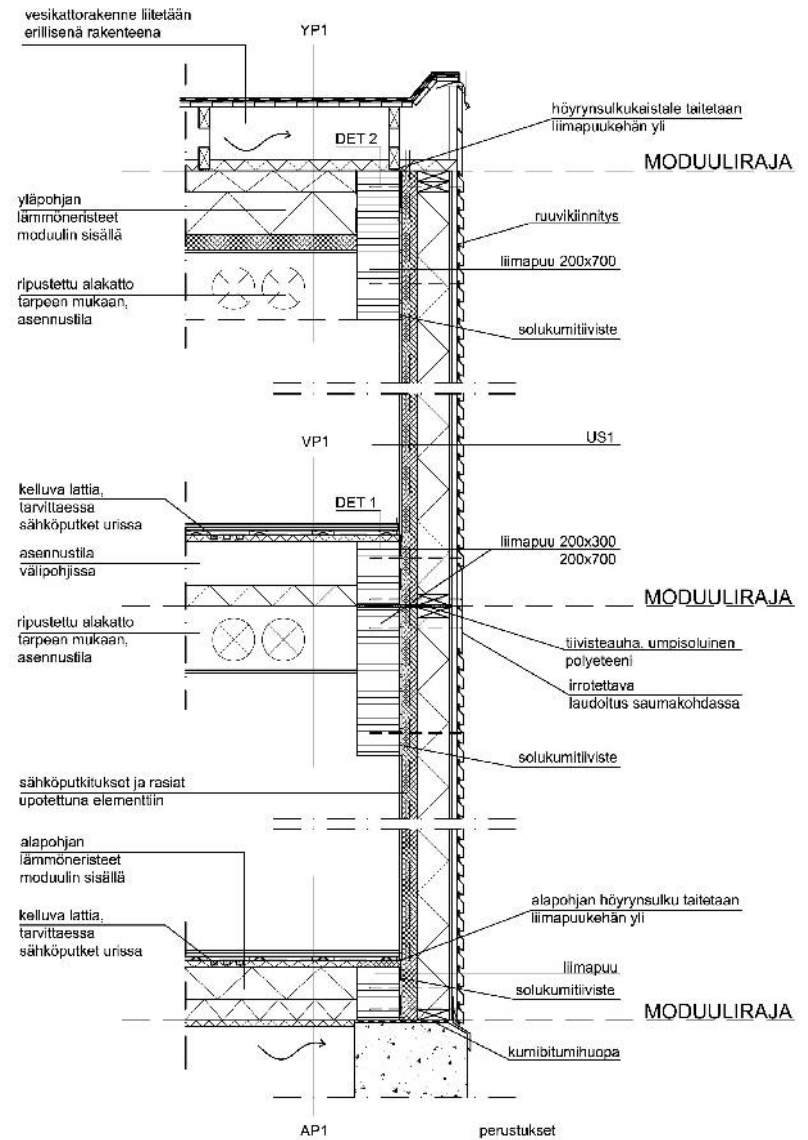 vesikattorakenne liitetään
erillisenä rakenteena
YP1
höyrynsulkukaistale taitetaan
liimapuukehän yli
DET 2
MODUULIRAJA
yläpohjan
lämmöneristeet
moduulin sisällä
ruuvikiinnitys
liimapuu 200x700
ripustettu alakatto
tarpeen mukaan,
asennustila
solukumitiiviste
VP1
US1
kelluva lattia,
tarvittaessa
sähköputket urissa
DET 1
liimapuu 200x300
200x700
asennustila
välipohjissa
MODUULIRAJA
ripustettu alakatto
tarpeen mukaan,
asennustila
tiivisteauha. umpisoluinen
polyeteeni
irrotettava
laudoitus saumakohdassa
solukumitiiviste
sähköputkitukset ja rasiat
upotettuna elementtiin
alapohjan
lämmöneristeet
moduulin sisällä
alapohjan höyrynsulku taitetaan
liimapuukehän yli
kelluva lattia,
tarvittaessa
sähköputket urissa
liimapuu
solukumitiiviste
MODUULIRAJA
kumibitumihuopa
AP1
perustukset